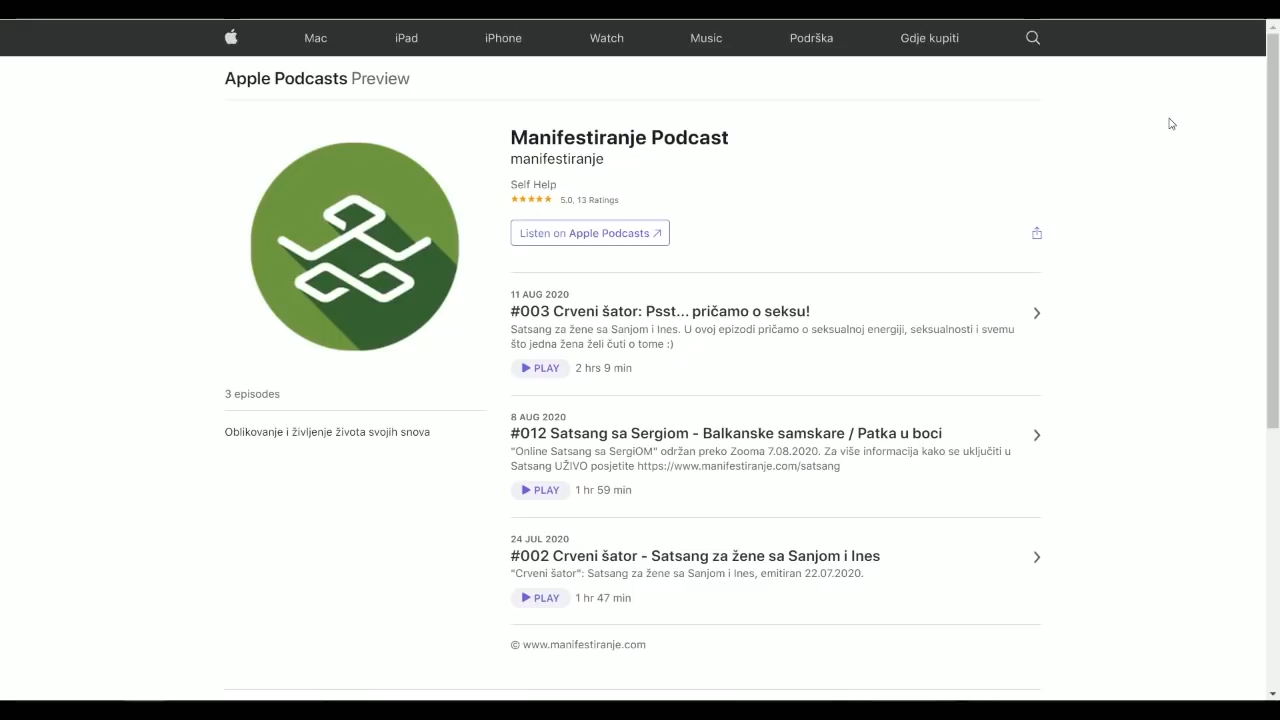 Mac iPad iPhone Watch Music Podrška Gdje kupiti
Apple Podcasts Preview
Manifestiranje Podcast
manifestiranje
Self Help
5.0, 13 Ratings
Listen on Apple Podcasts ↗
3 episodes
Oblikovanje i življenje života svojih snova
11 AUG 2020
#003 Crveni šator: Psst... pričamo o seksu!
Satsang za žene sa Sanjom i Ines. U ovoj epizodi pričamo o seksualnoj energiji, seksualnosti i svemu
što jedna žena želi čuti o tome :)
PLAY 2 hrs 9 min
8 AUG 2020
#012 Satsang sa Sergiom - Balkanske samskare / Patka u boci
"Online Satsang sa SergiOM" održan preko Zooma 7.08.2020. Za više informacija kako se uključiti u
Satsang UŽIVO posjetite https://www.manifestiranje.com/satsang
PLAY 1 hr 59 min
24 JUL 2020
#002 Crveni šator - Satsang za žene sa Sanjom i Ines
"Crveni šator": Satsang za žene sa Sanjom i Ines, emitiran 22.07.2020.
PLAY 1 hr 47 min
© www.manifestiranje.com